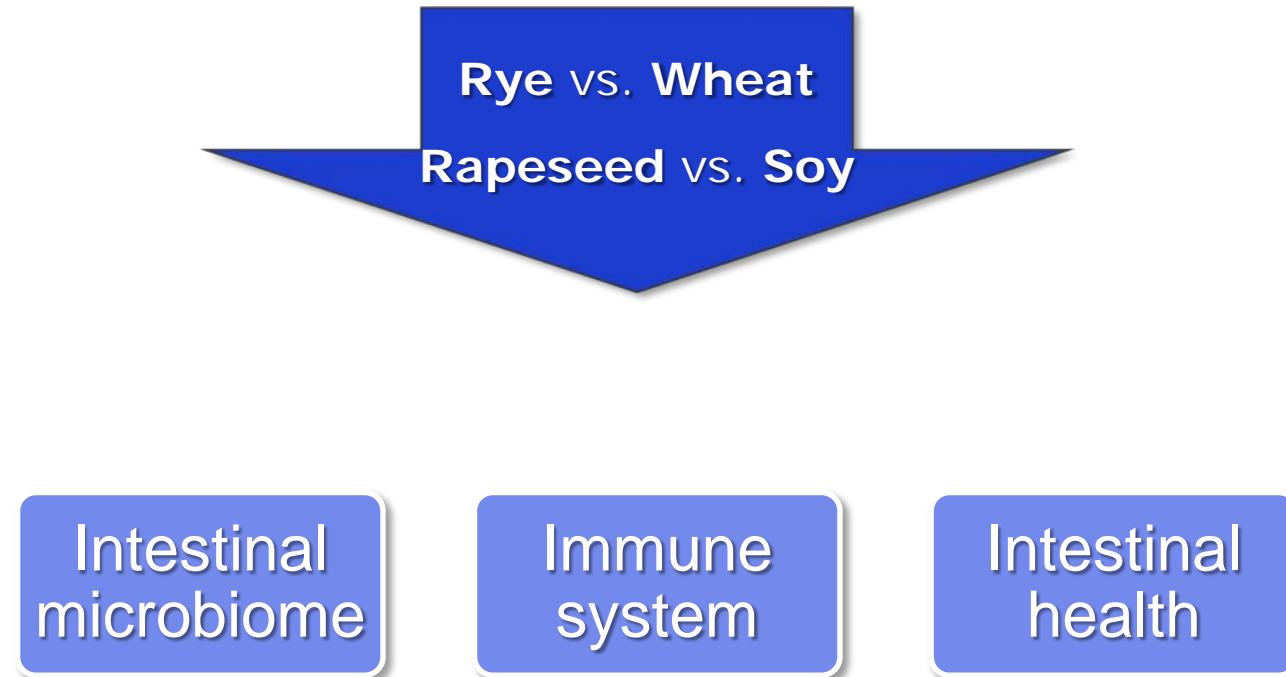 Rye vs. Wheat
Rapeseed vs. Soy
Intestinal
microbiome
Immune
system
Intestinal
health